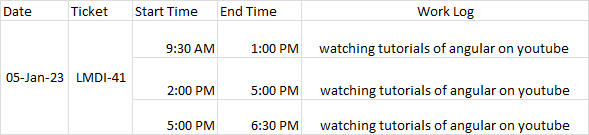 Date Ticket Start Time End Time Work Log
9:30 AM 1:00 PM watching tutorials of angular on youtube
05-Jan-23 LMDI-41
2:00 PM 5:00 PM watching tutorials of angular on youtube
5:00 PM 6:30 PM watching tutorials of angular on youtube